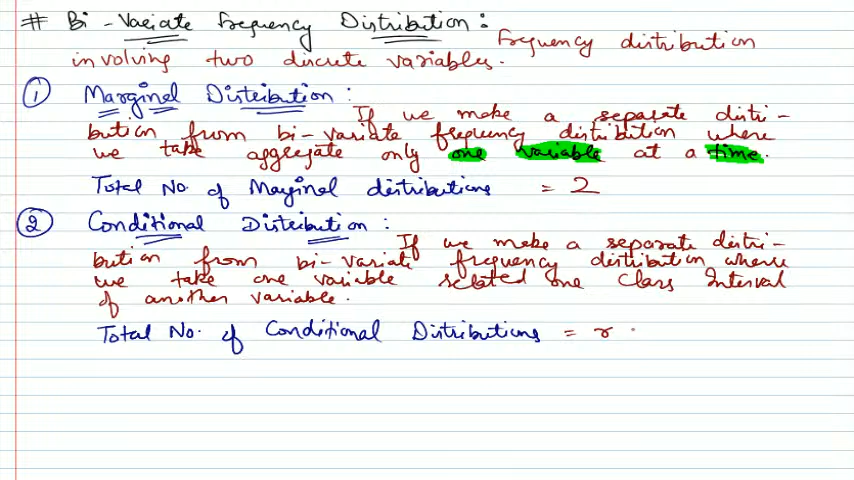 # Bi-Variate Frequency Distribution : Frequency distribution
involving two discrete variables.
① Marginal Distribution :
If we make a separate distri-
bution from bi-variate frequency distribution where
we take aggregate only one variable at a time.
Total No. of Marginal distributions = 2
② Conditional Distribution :
If we make a separate distri-
bution from bi-variate frequency distribution where
we take one variable related one Class Interval
of another variable.
Total No. of Conditional Distributions = r